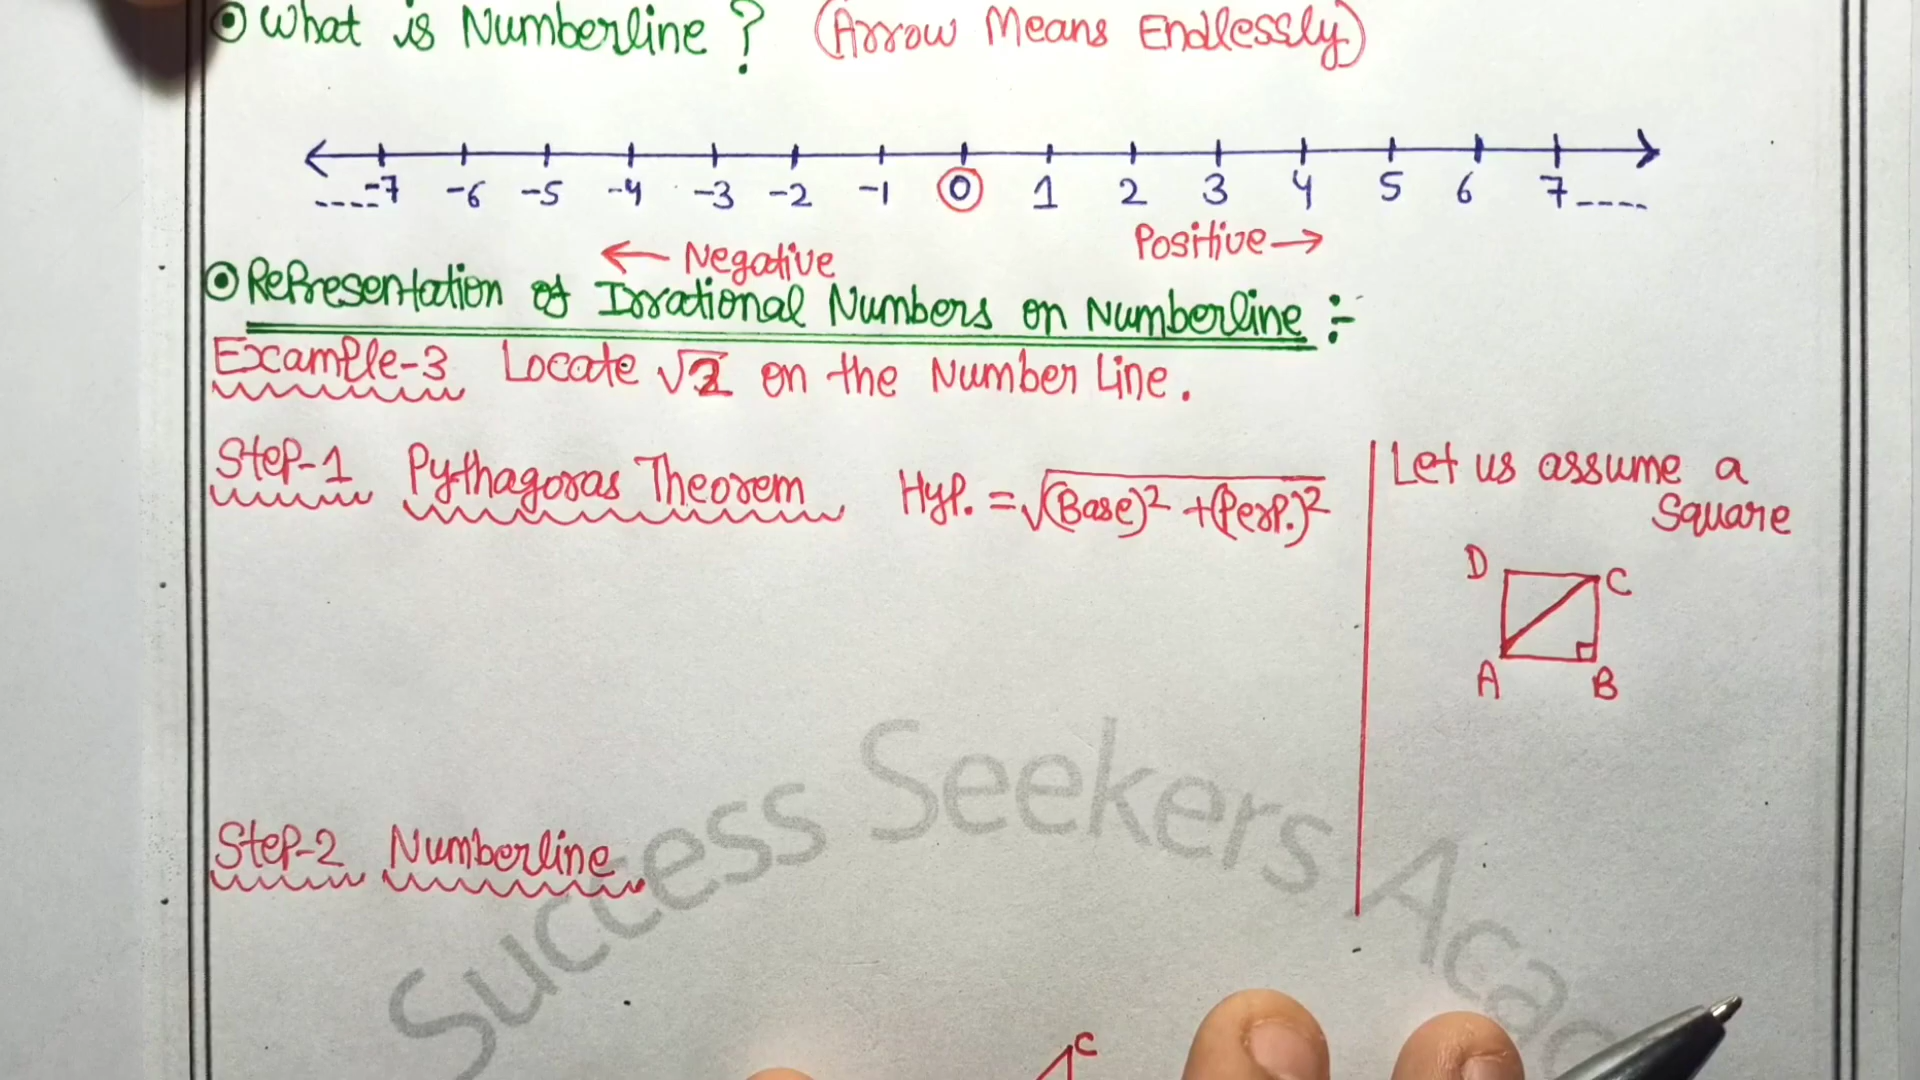 What is Numberline? (Arrow Means Endlessly)
....-7 -6 -5 -4 -3 -2 -1 0 1 2 3 4 5 6 7----
← Negative Positive →
Representation of Irrational Numbers on Numberline :-
Example-3 Locate √2 on the Number Line.
Step-1 Pythagoras Theorem Hyp. = √(Base)² + (Perp.)²
Let us assume a
Square
D C
A B
Step-2 Numberline
Success Seekers Aca
C